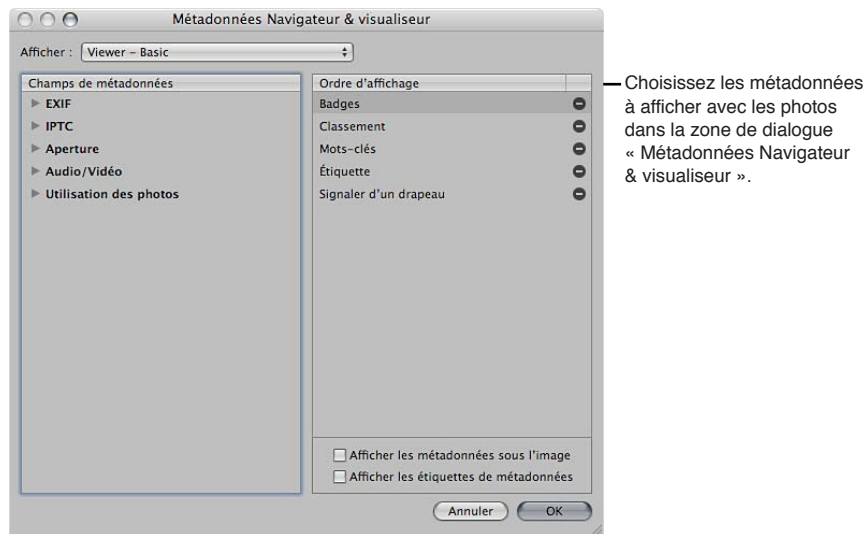 Métadonnées Navigateur & visualiseur
Afficher : Viewer – Basic
Champs de métadonnées
EXIF
IPTC
Aperture
Audio/Vidéo
Utilisation des photos
Ordre d'affichage
Badges
Classement
Mots-clés
Étiquette
Signaler d'un drapeau
Afficher les métadonnées sous l'image
Afficher les étiquettes de métadonnées
Annuler
OK
Choisissez les métadonnées
à afficher avec les photos
dans la zone de dialogue
« Métadonnées Navigateur
& visualiseur ».